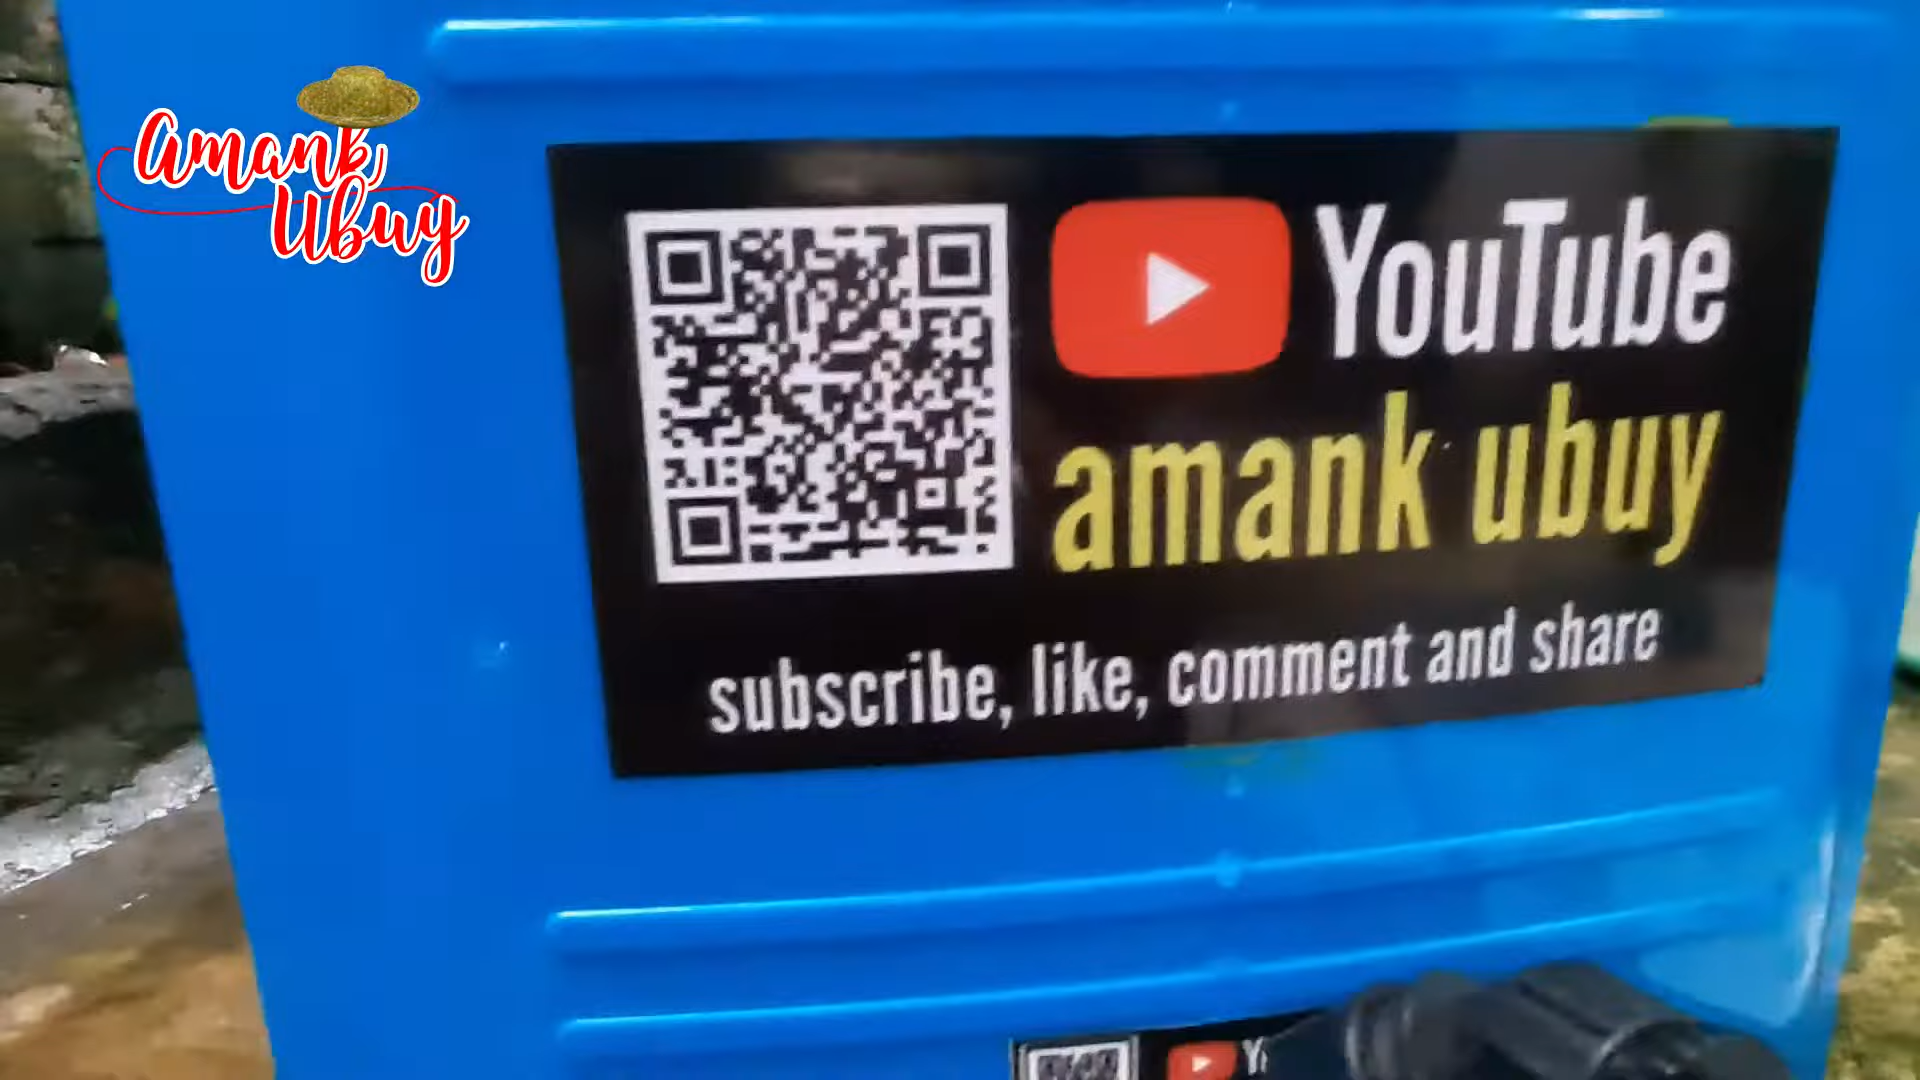 Amank
Ubuy
YouTube
amank ubuy
subscribe, like, comment and share